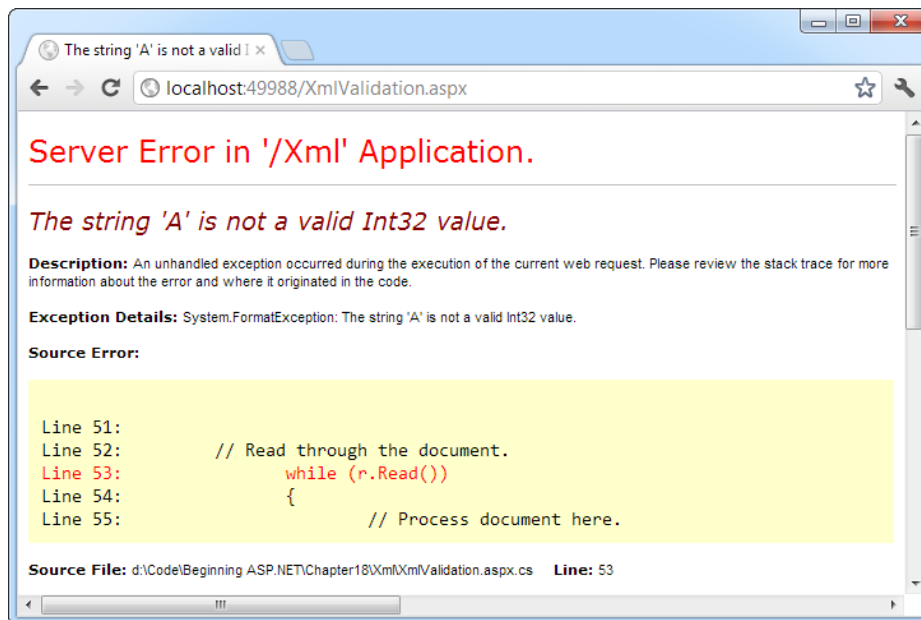 The string 'A' is not a valid I
localhost:49988/XmlValidation.aspx
Server Error in '/Xml' Application.
The string 'A' is not a valid Int32 value.
Description: An unhandled exception occurred during the execution of the current web request. Please review the stack trace for more
information about the error and where it originated in the code.
Exception Details: System.FormatException: The string 'A' is not a valid Int32 value.
Source Error:
Line 51:
Line 52:         // Read through the document.
Line 53:                while (r.Read())
Line 54:                {
Line 55:                        // Process document here.
Source File: d:\Code\Beginning ASP.NET\Chapter18\Xml\XmlValidation.aspx.cs    Line: 53